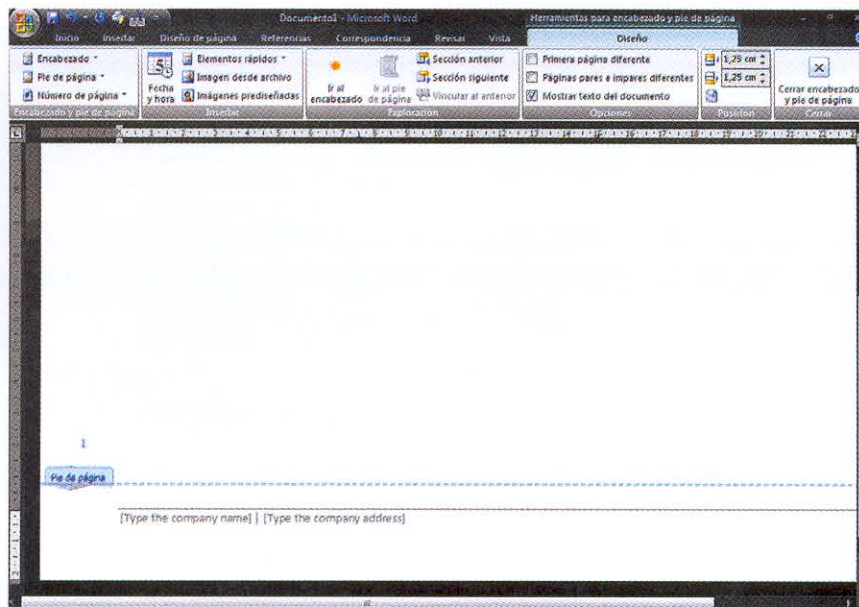 Documento1 - Microsoft Word
Herramientas para encabezado y pie de página
Inicio Insertar Diseño de página Referencias Correspondencia Revisar Vista Diseño
Encabezado
Pie de página
Número de página
Encabezado y pie de página
Fecha y hora
Elementos rápidos
Imagen desde archivo
Imágenes prediseñadas
Insertar
Ir al encabezado
Ir al pie de página
Sección anterior
Sección siguiente
Vincular al anterior
Exploración
Primera página diferente
Páginas pares e impares diferentes
Mostrar texto del documento
Opciones
1,25 cm
1,25 cm
Posición
Cerrar encabezado y pie de página
Cerrar
1
Pie de página
[Type the company name] | [Type the company address]